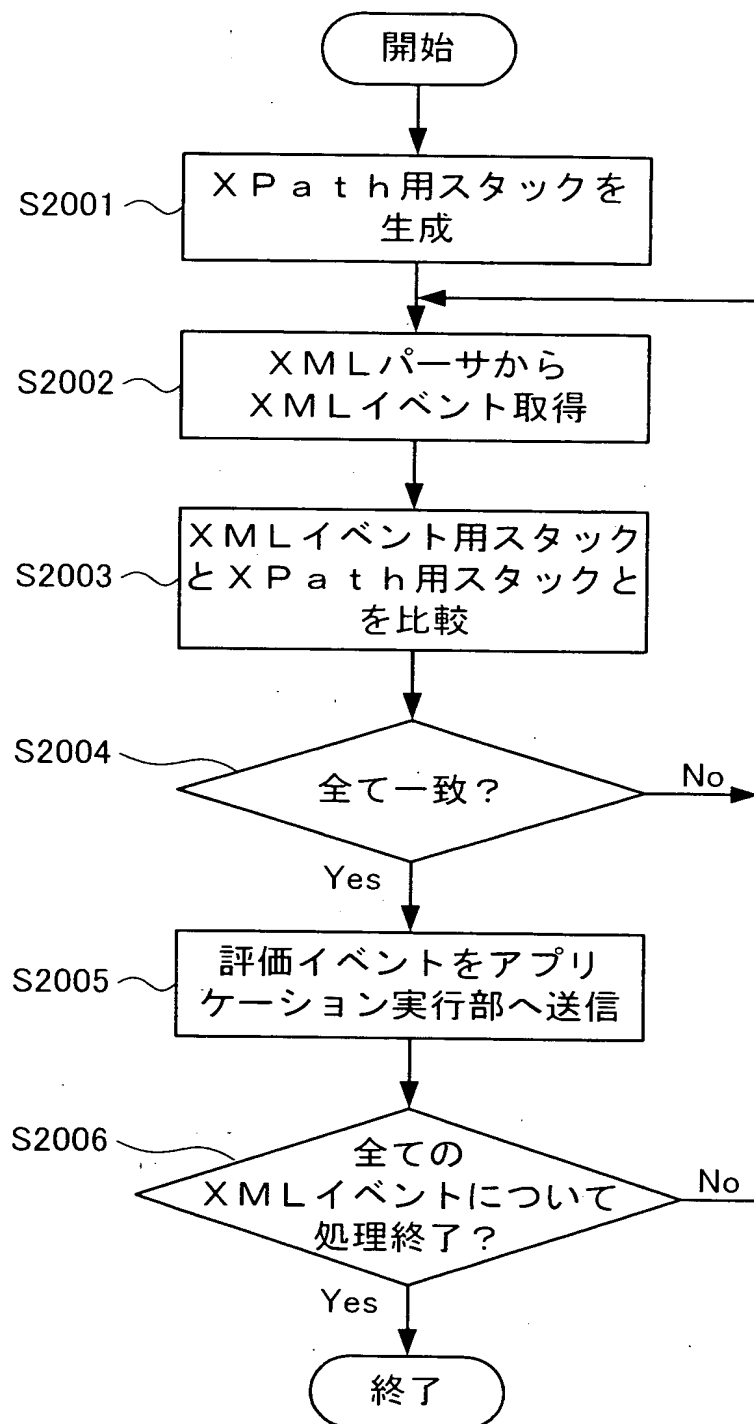 開始
S2001
XPath用スタックを
生成
S2002
XMLパーサから
XMLイベント取得
S2003
XMLイベント用スタック
とXPath用スタックと
を比較
S2004
全て一致?
No
Yes
S2005
評価イベントをアプリ
ケーション実行部へ送信
S2006
全ての
XMLイベントについて
処理終了?
No
Yes
終了